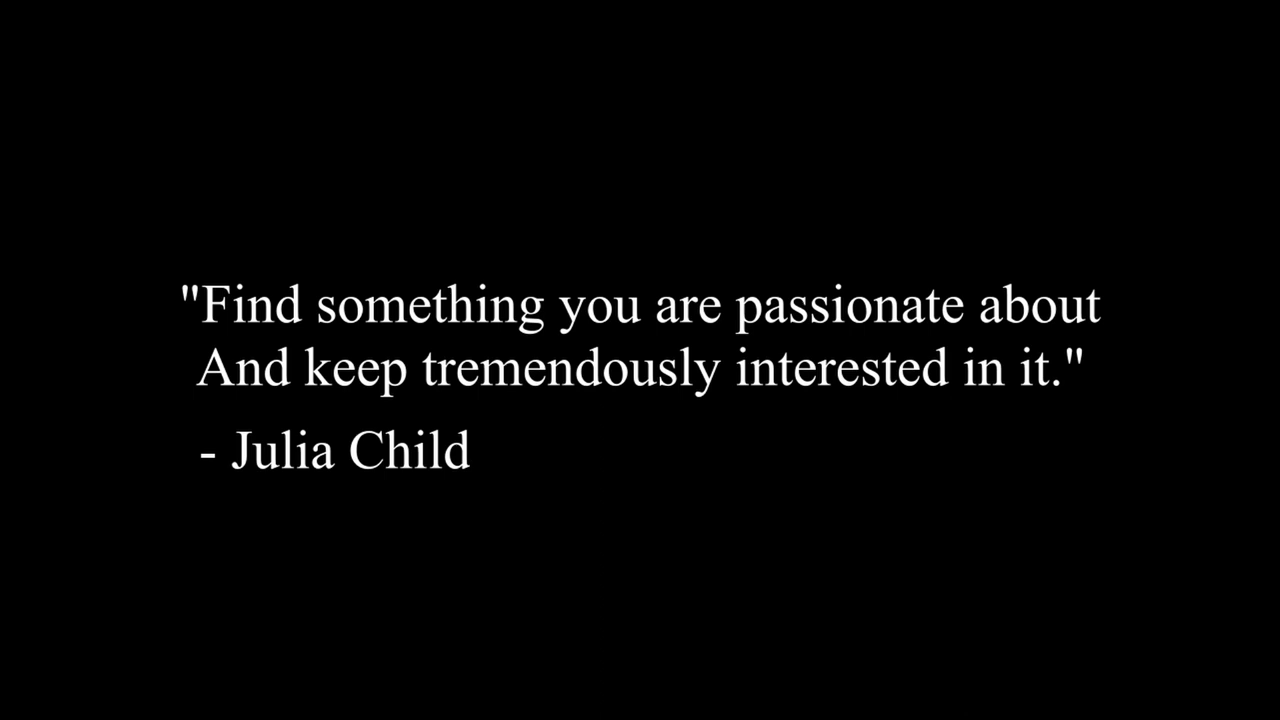 "Find something you are passionate about
And keep tremendously interested in it."
- Julia Child